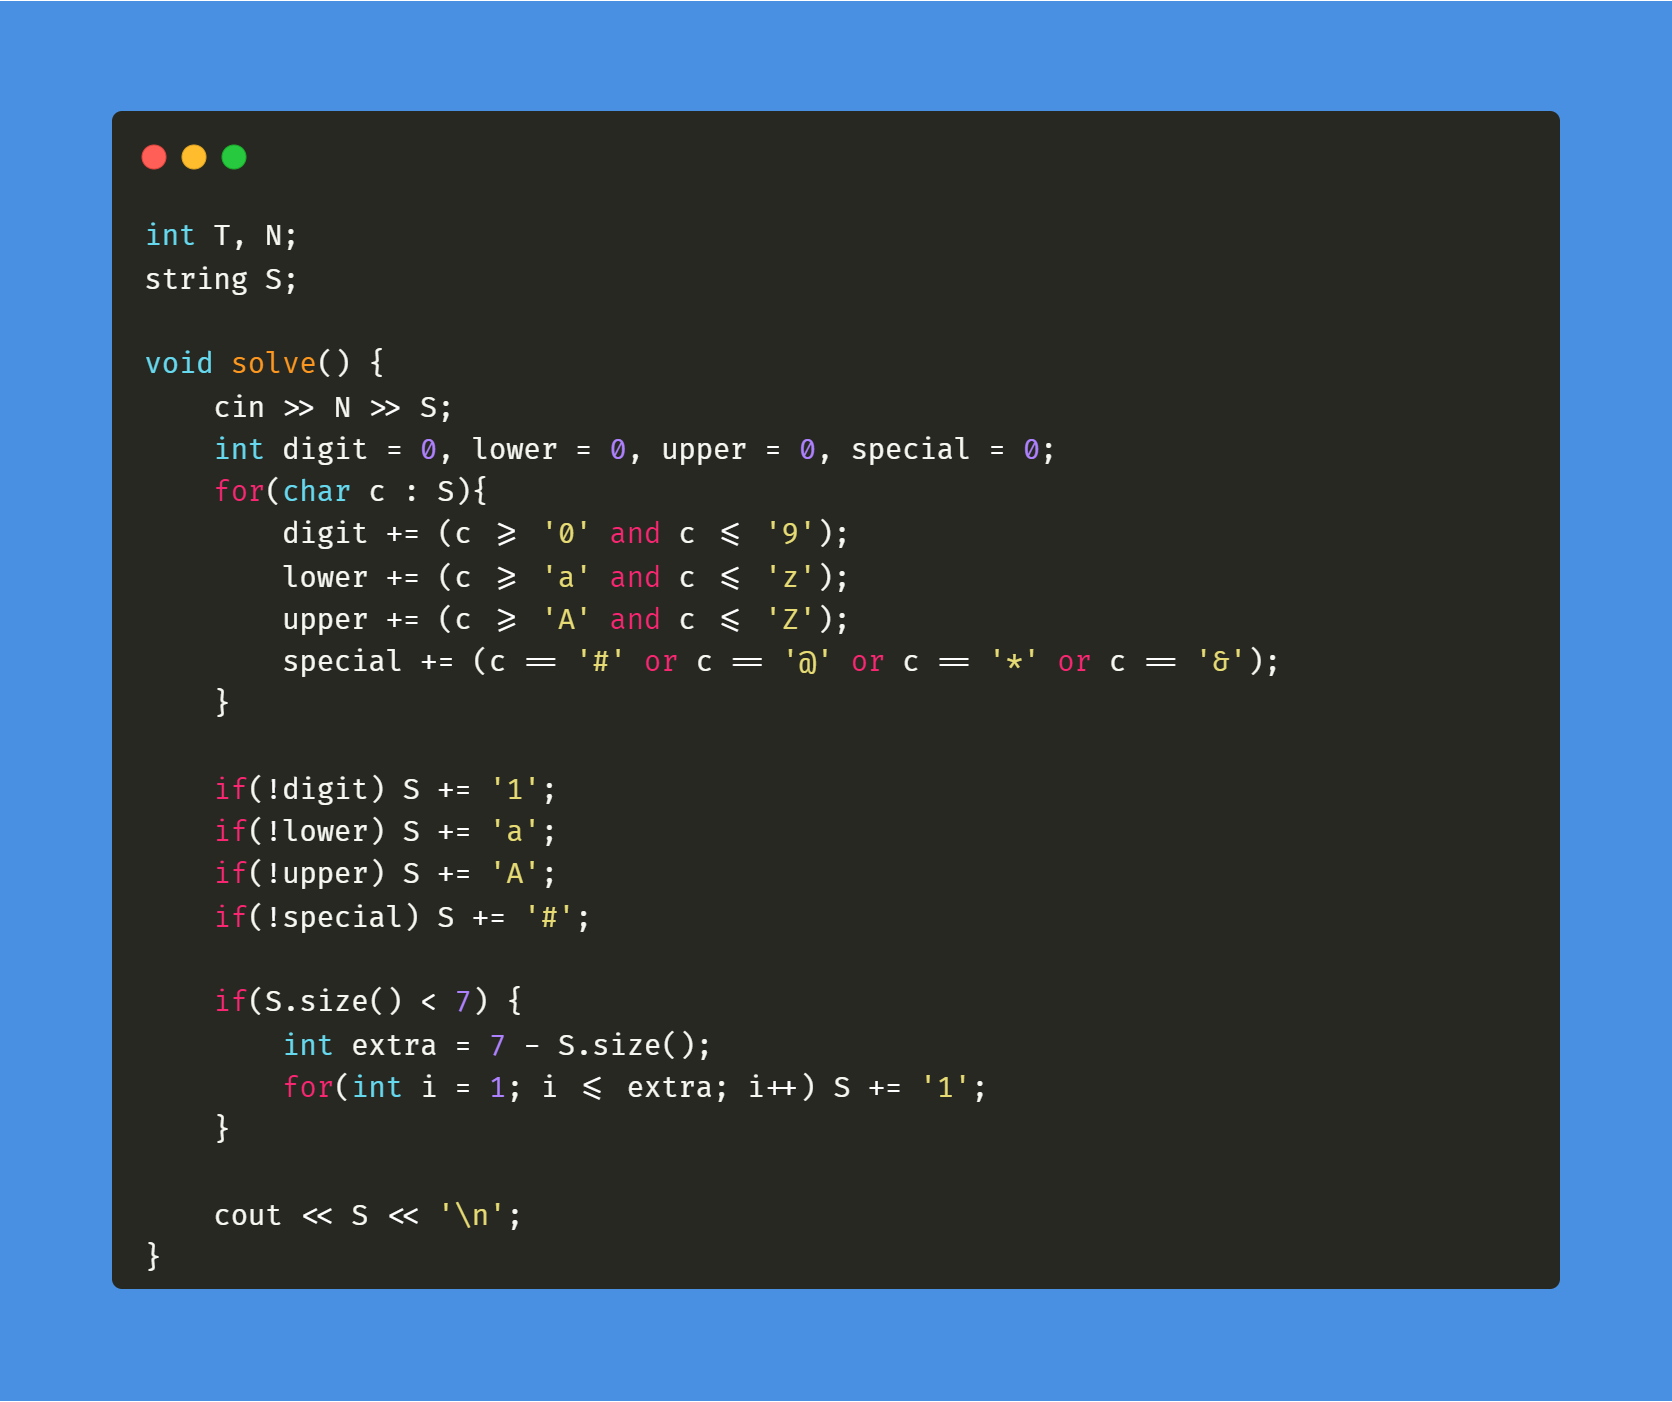 int T, N;
string S;
void solve() {
cin >> N >> S;
int digit = 0, lower = 0, upper = 0, special = 0;
for(char c : S){
digit += (c >= '0' and c <= '9');
lower += (c >= 'a' and c <= 'z');
upper += (c >= 'A' and c <= 'Z');
special += (c == '#' or c == '@' or c == '*' or c == '&');
}
if(!digit) S += '1';
if(!lower) S += 'a';
if(!upper) S += 'A';
if(!special) S += '#';
if(S.size() < 7) {
int extra = 7 - S.size();
for(int i = 1; i <= extra; i++) S += '1';
}
cout << S << '\n';
}